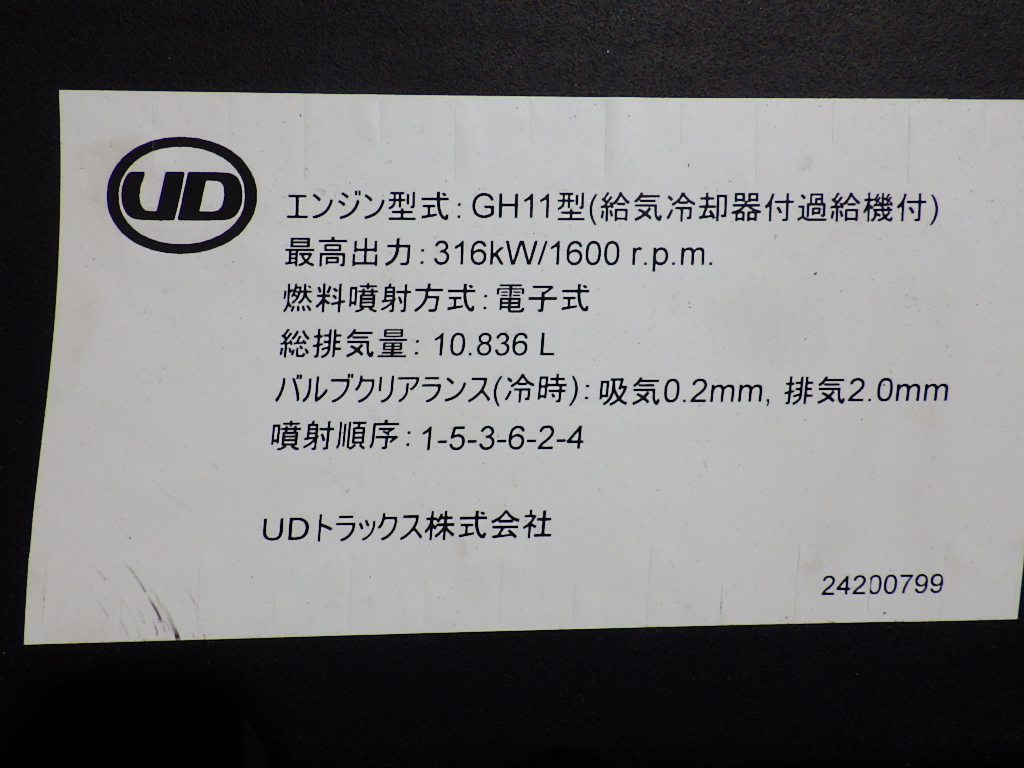 UD
エンジン型式：GH11型(給気冷却器付過給機付)
最高出力：316kW/1600 r.p.m.
燃料噴射方式：電子式
総排気量：10.836 L
バルブクリアランス(冷時)：吸気0.2mm, 排気2.0mm
噴射順序：1-5-3-6-2-4
UDトラックス株式会社
24200799